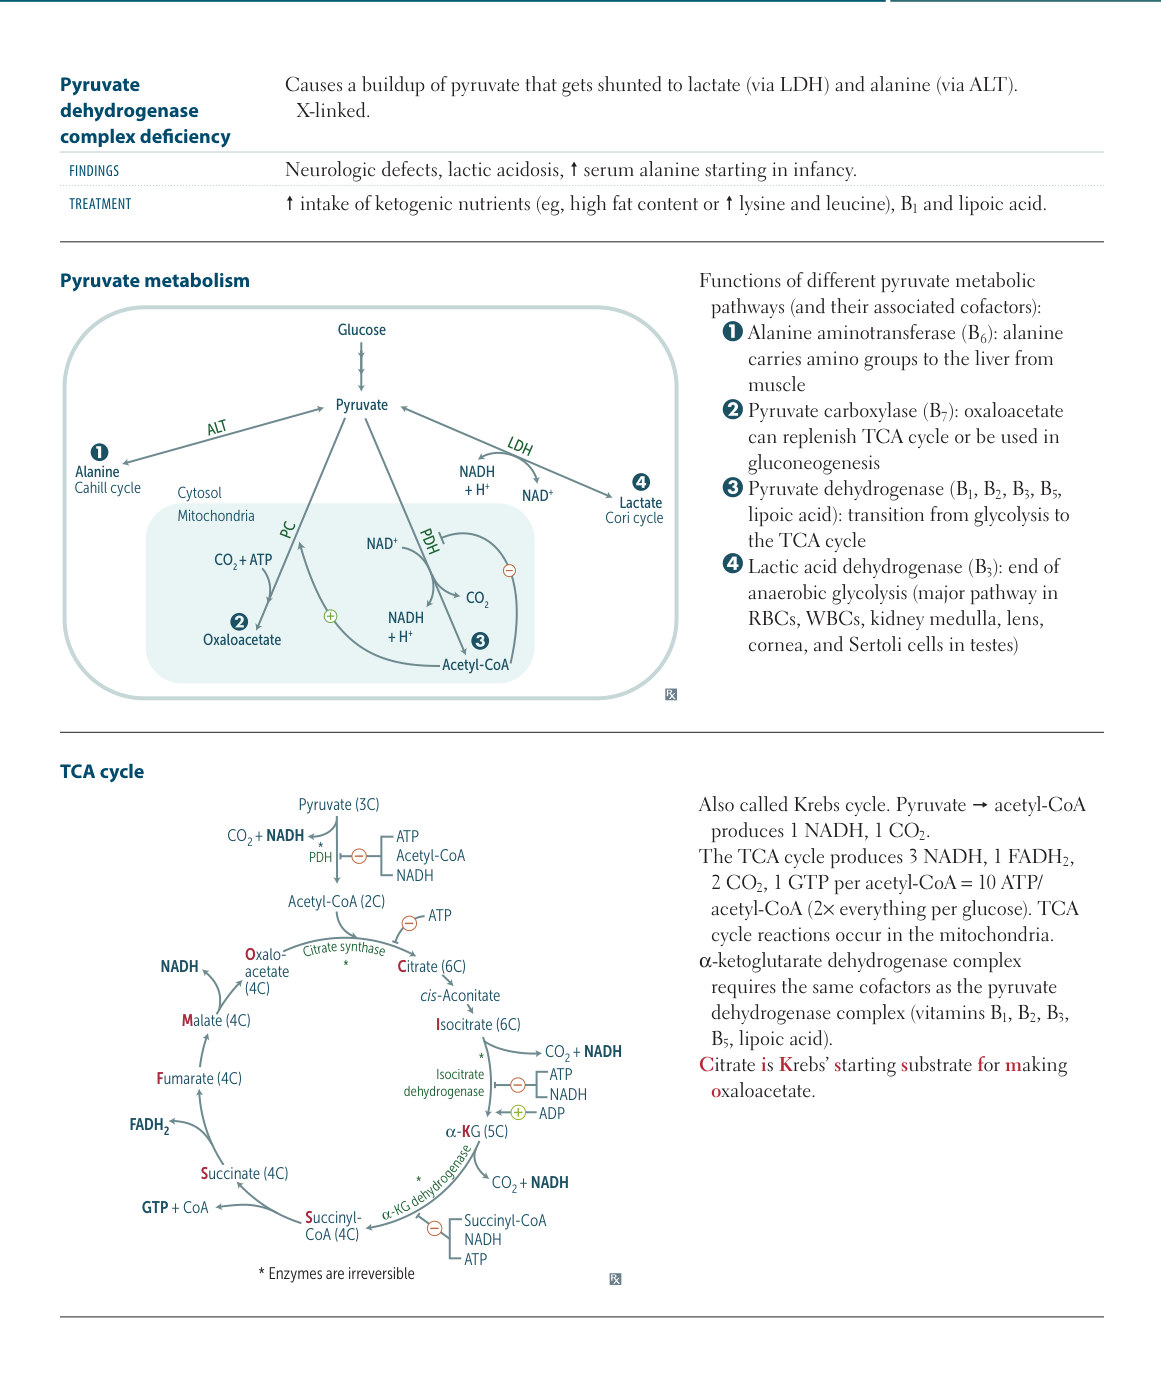 Pyruvate
dehydrogenase
complex deficiency
Causes a buildup of pyruvate that gets shunted to lactate (via LDH) and alanine (via ALT).
X-linked.
FINDINGS
Neurologic defects, lactic acidosis, ↑ serum alanine starting in infancy.
TREATMENT
↑ intake of ketogenic nutrients (eg, high fat content or ↑ lysine and leucine), B₁ and lipoic acid.
Pyruvate metabolism
Glucose
Pyruvate
ALT
1
Alanine
Cahill cycle
LDH
NADH
+ H⁺
NAD⁺
4
Lactate
Cori cycle
Cytosol
Mitochondria
PC
CO₂ + ATP
2
Oxaloacetate
NAD⁺
PDH
−
CO₂
NADH
+ H⁺
+
3
Acetyl-CoA
Rx
Functions of different pyruvate metabolic
pathways (and their associated cofactors):
1 Alanine aminotransferase (B₆): alanine
carries amino groups to the liver from
muscle
2 Pyruvate carboxylase (B₇): oxaloacetate
can replenish TCA cycle or be used in
gluconeogenesis
3 Pyruvate dehydrogenase (B₁, B₂, B₃, B₅,
lipoic acid): transition from glycolysis to
the TCA cycle
4 Lactic acid dehydrogenase (B₃): end of
anaerobic glycolysis (major pathway in
RBCs, WBCs, kidney medulla, lens,
cornea, and Sertoli cells in testes)
TCA cycle
Pyruvate (3C)
CO₂ + NADH
*
PDH
−
ATP
Acetyl-CoA
NADH
Acetyl-CoA (2C)
− ATP
Citrate synthase
*
Oxalo-
acetate
(4C)
Citrate (6C)
cis-Aconitate
Isocitrate (6C)
CO₂ + NADH
*
Isocitrate
dehydrogenase
−
ATP
NADH
+ ADP
α-KG (5C)
CO₂ + NADH
*
α-KG dehydrogenase
−
Succinyl-CoA
NADH
ATP
Succinyl-
CoA (4C)
GTP + CoA
Succinate (4C)
FADH₂
Fumarate (4C)
Malate (4C)
NADH
* Enzymes are irreversible
Rx
Also called Krebs cycle. Pyruvate → acetyl-CoA
produces 1 NADH, 1 CO₂.
The TCA cycle produces 3 NADH, 1 FADH₂,
2 CO₂, 1 GTP per acetyl-CoA = 10 ATP/
acetyl-CoA (2× everything per glucose). TCA
cycle reactions occur in the mitochondria.
α-ketoglutarate dehydrogenase complex
requires the same cofactors as the pyruvate
dehydrogenase complex (vitamins B₁, B₂, B₃,
B₅, lipoic acid).
Citrate is Krebs’ starting substrate for making
oxaloacetate.